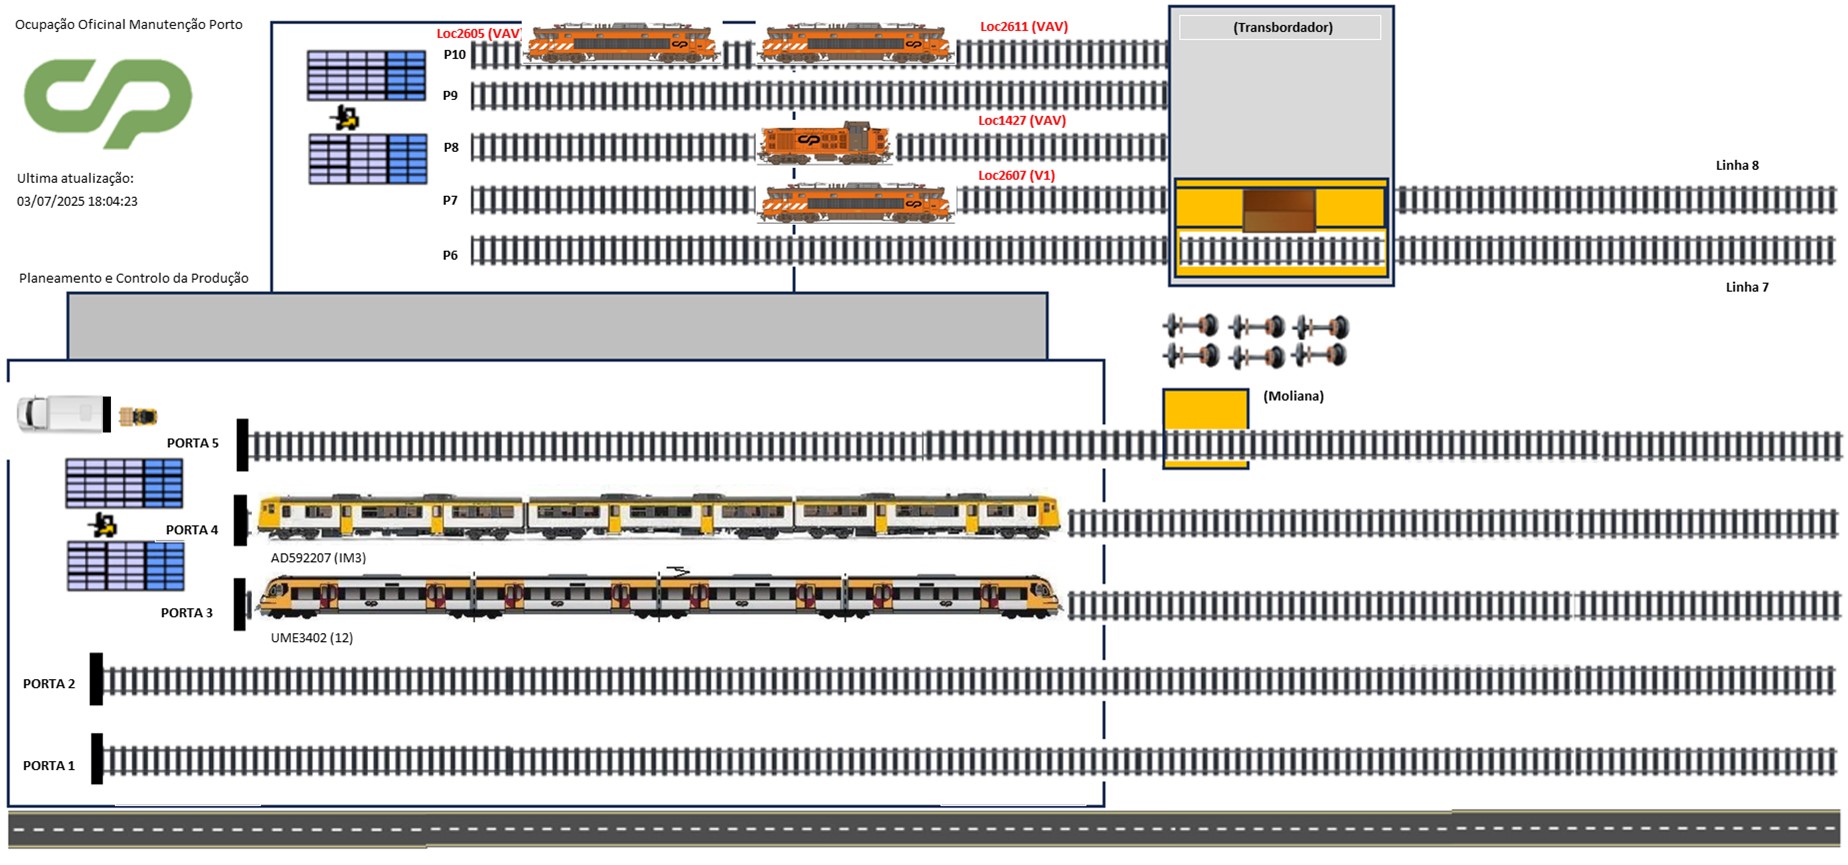 Ocupação Oficinal Manutenção Porto
Loc2605 (VAV)
Loc2611 (VAV)
(Transbordador)
P10
P9
Loc1427 (VAV)
P8
Linha 8
Ultima atualização:
Loc2607 (V1)
03/07/2025 18:04:23
P7
P6
Planeamento e Controlo da Produção
Linha 7
(Moliana)
PORTA 5
PORTA 4
AD592207 (IM3)
PORTA 3
UME3402 (12)
PORTA 2
PORTA 1